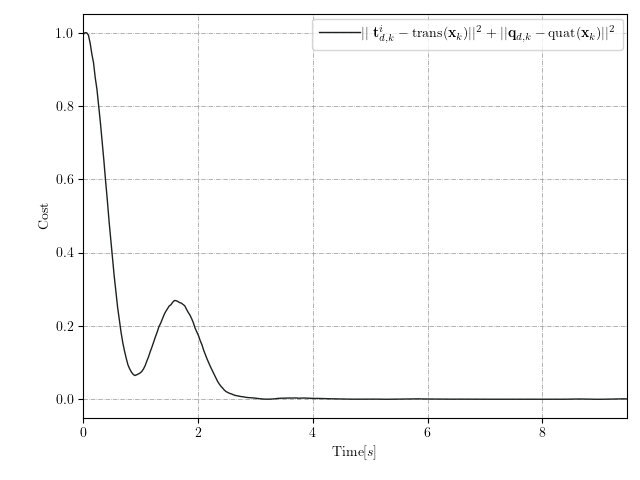 || t^i_{d,k} − trans(x_k)||^2 + ||q_{d,k} − quat(x_k)||^2
1.0
0.8
0.6
0.4
0.2
0.0
Cost
0 2 4 6 8
Time[s]